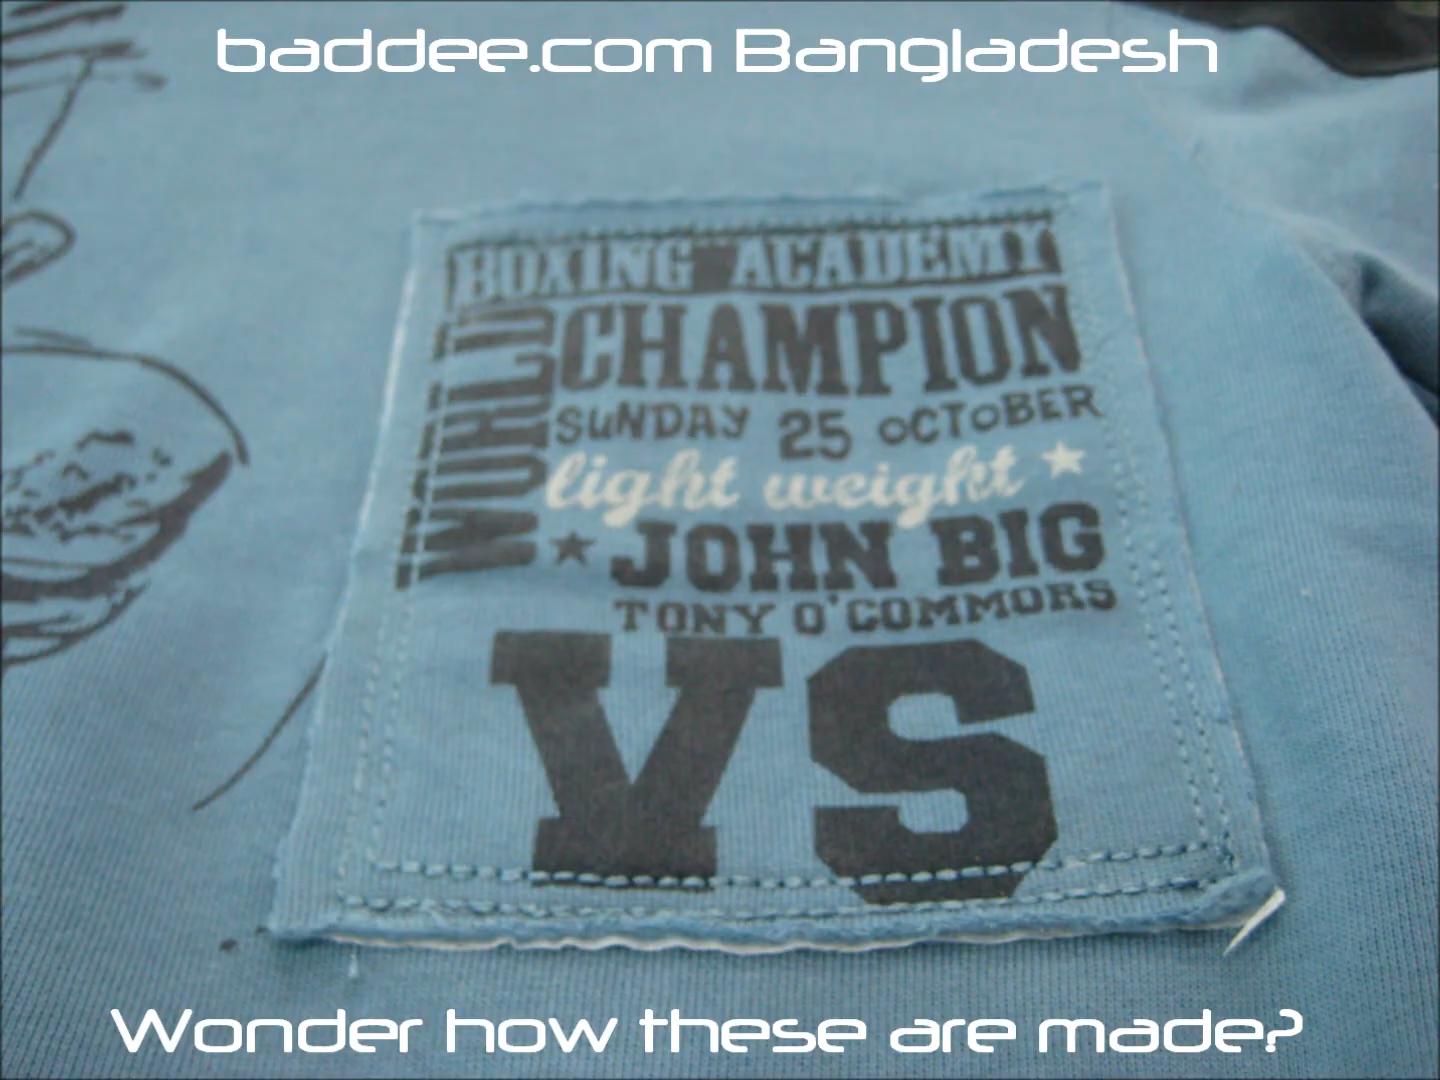 baddee.com Bangladesh
BOXING ACADEMY
WORLD
CHAMPION
SUNDAY 25 OCTOBER
light weight
JOHN BIG
TONY O'COMMORS
VS
Wonder how these are made?